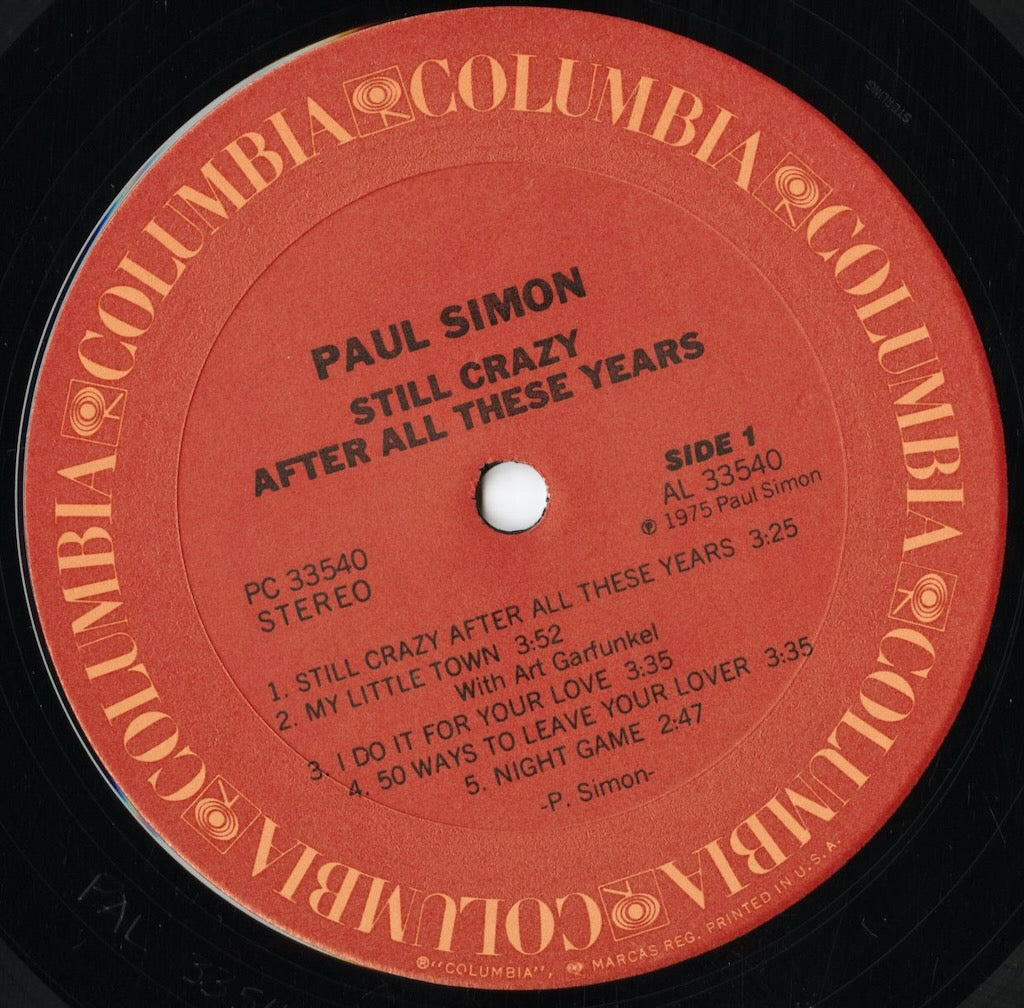 COLUMBIA COLUMBIA COLUMBIA COLUMBIA COLUMBIA COLUMBIA
PAUL SIMON
STILL CRAZY
AFTER ALL THESE YEARS
SIDE 1
AL 33540
℗ 1975 Paul Simon
PC 33540
STEREO
1. STILL CRAZY AFTER ALL THESE YEARS 3:25
2. MY LITTLE TOWN 3:52
With Art Garfunkel
3. I DO IT FOR YOUR LOVE 3:35
4. 50 WAYS TO LEAVE YOUR LOVER 3:35
5. NIGHT GAME 2:47
-P. Simon-
®"COLUMBIA", MARCAS REG. PRINTED IN U.S.A.
STERLING
PAL